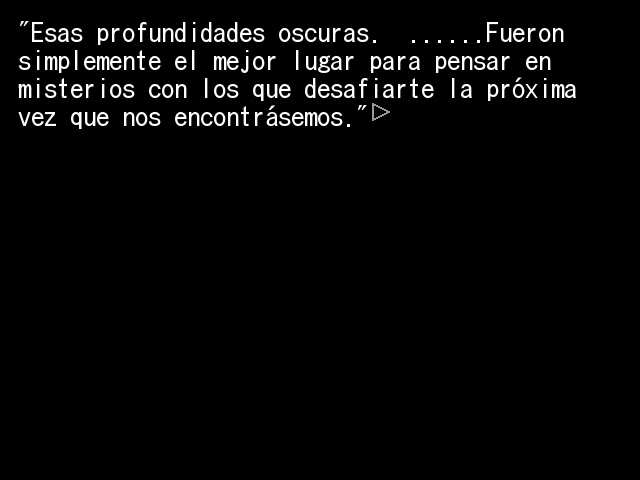 "Esas profundidades oscuras.  ......Fueron
simplemente el mejor lugar para pensar en
misterios con los que desafiarte la próxima
vez que nos encontrásemos."